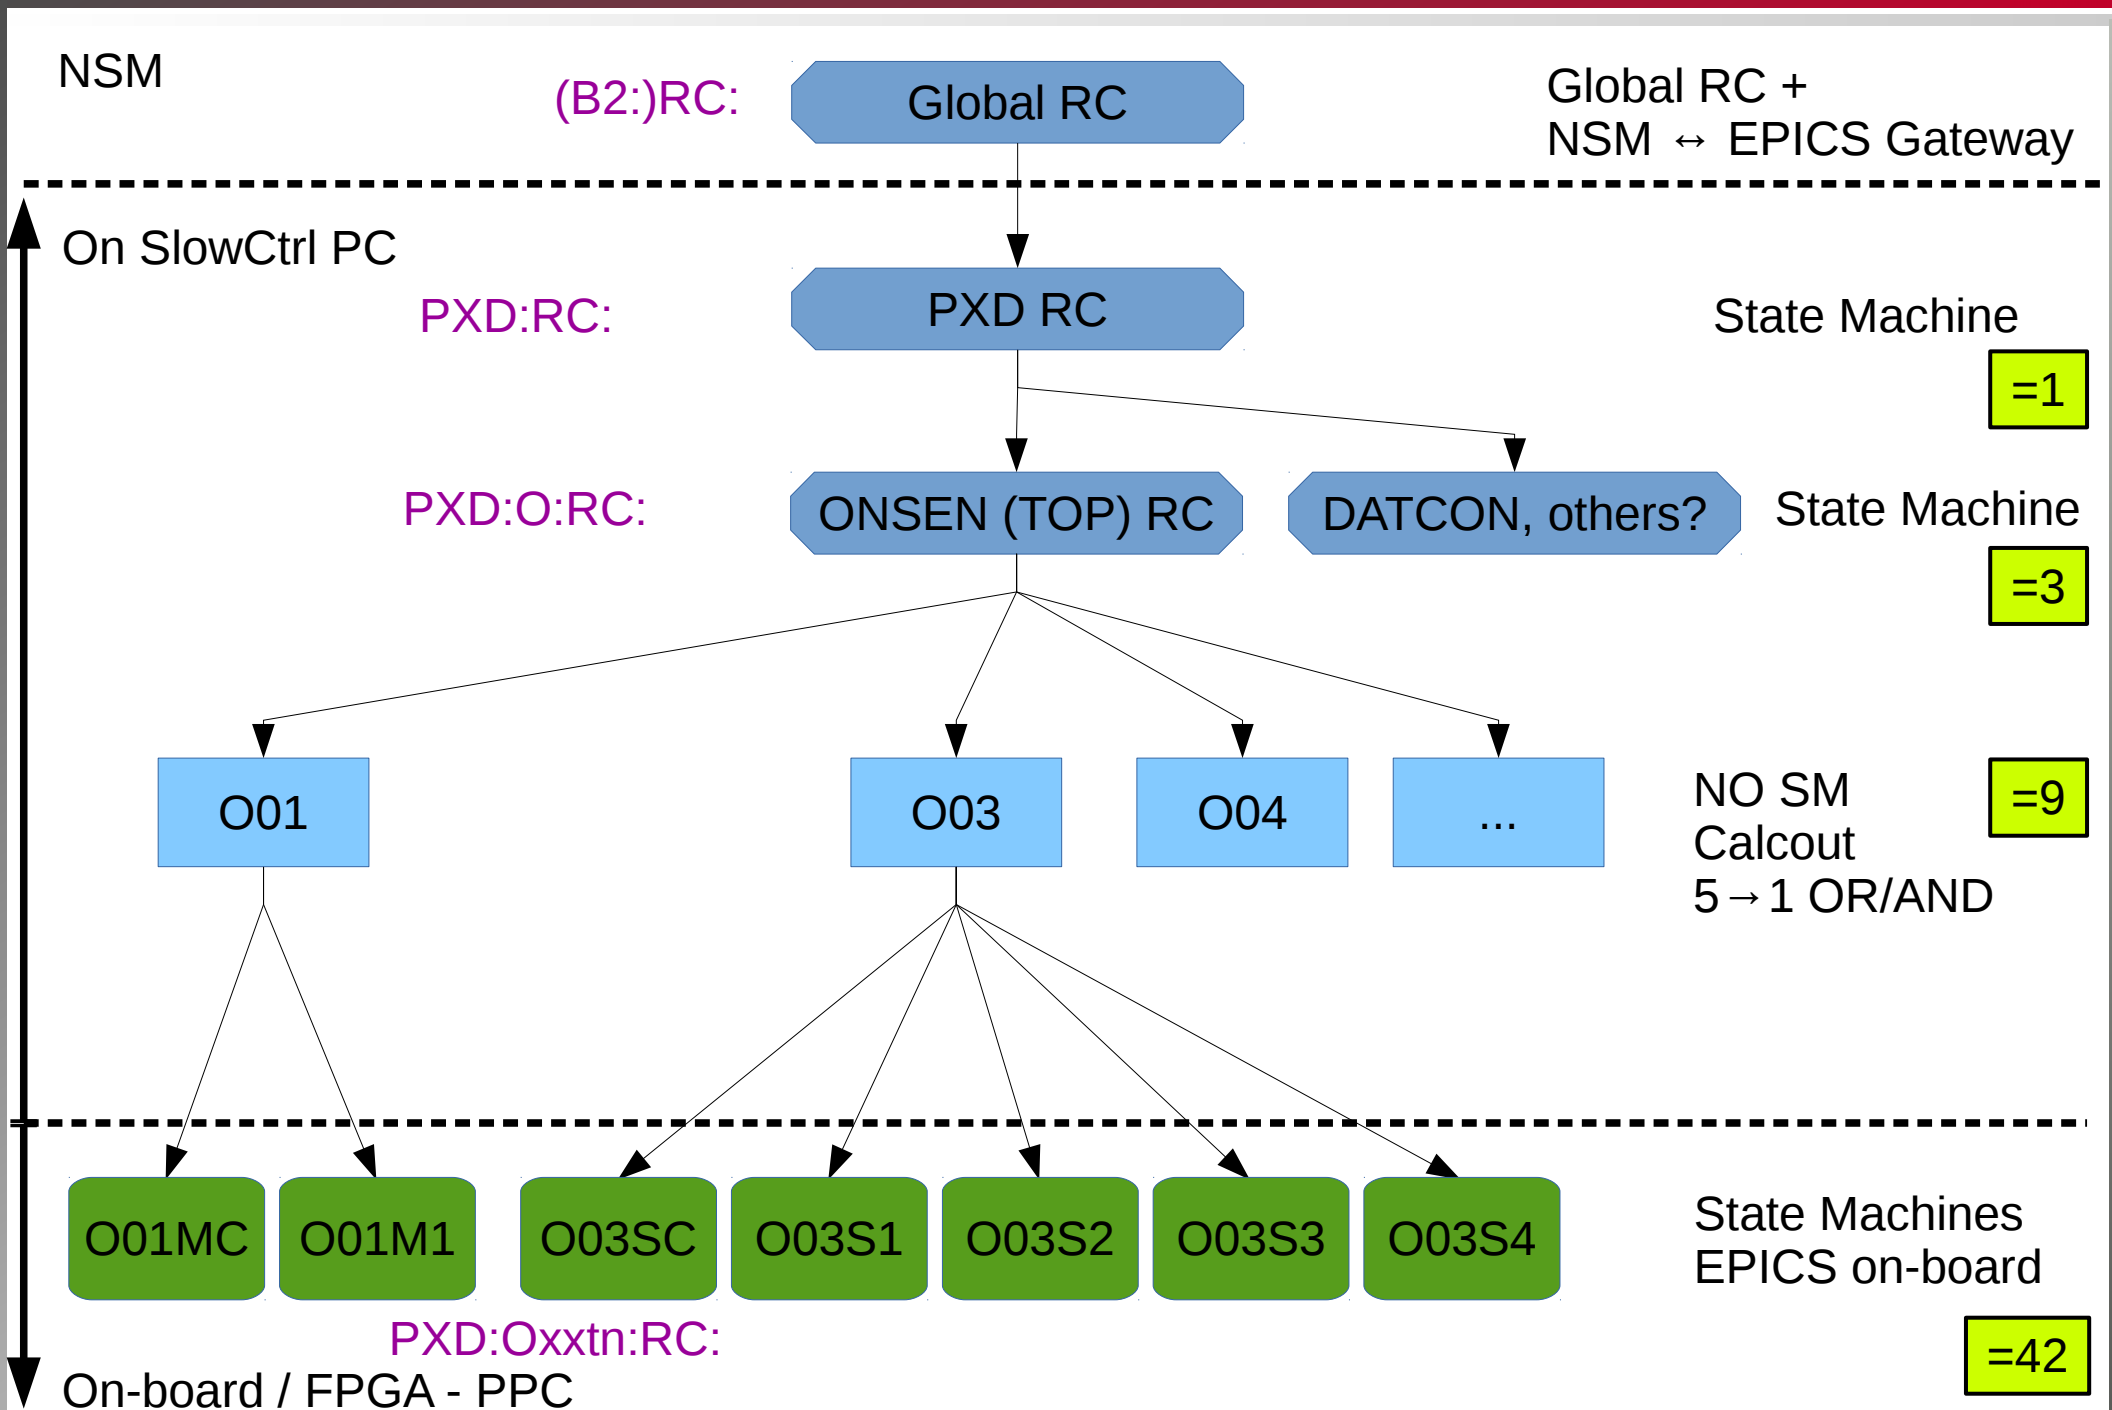 NSM
(B2:)RC:
Global RC
Global RC +
NSM ↔ EPICS Gateway
On SlowCtrl PC
PXD:RC:
PXD RC
State Machine
=1
PXD:O:RC:
ONSEN (TOP) RC
DATCON, others?
State Machine
=3
O01
O03
O04
...
NO SM
Calcout
5→1 OR/AND
=9
O01MC
O01M1
O03SC
O03S1
O03S2
O03S3
O03S4
State Machines
EPICS on-board
PXD:Oxxtn:RC:
=42
On-board / FPGA - PPC